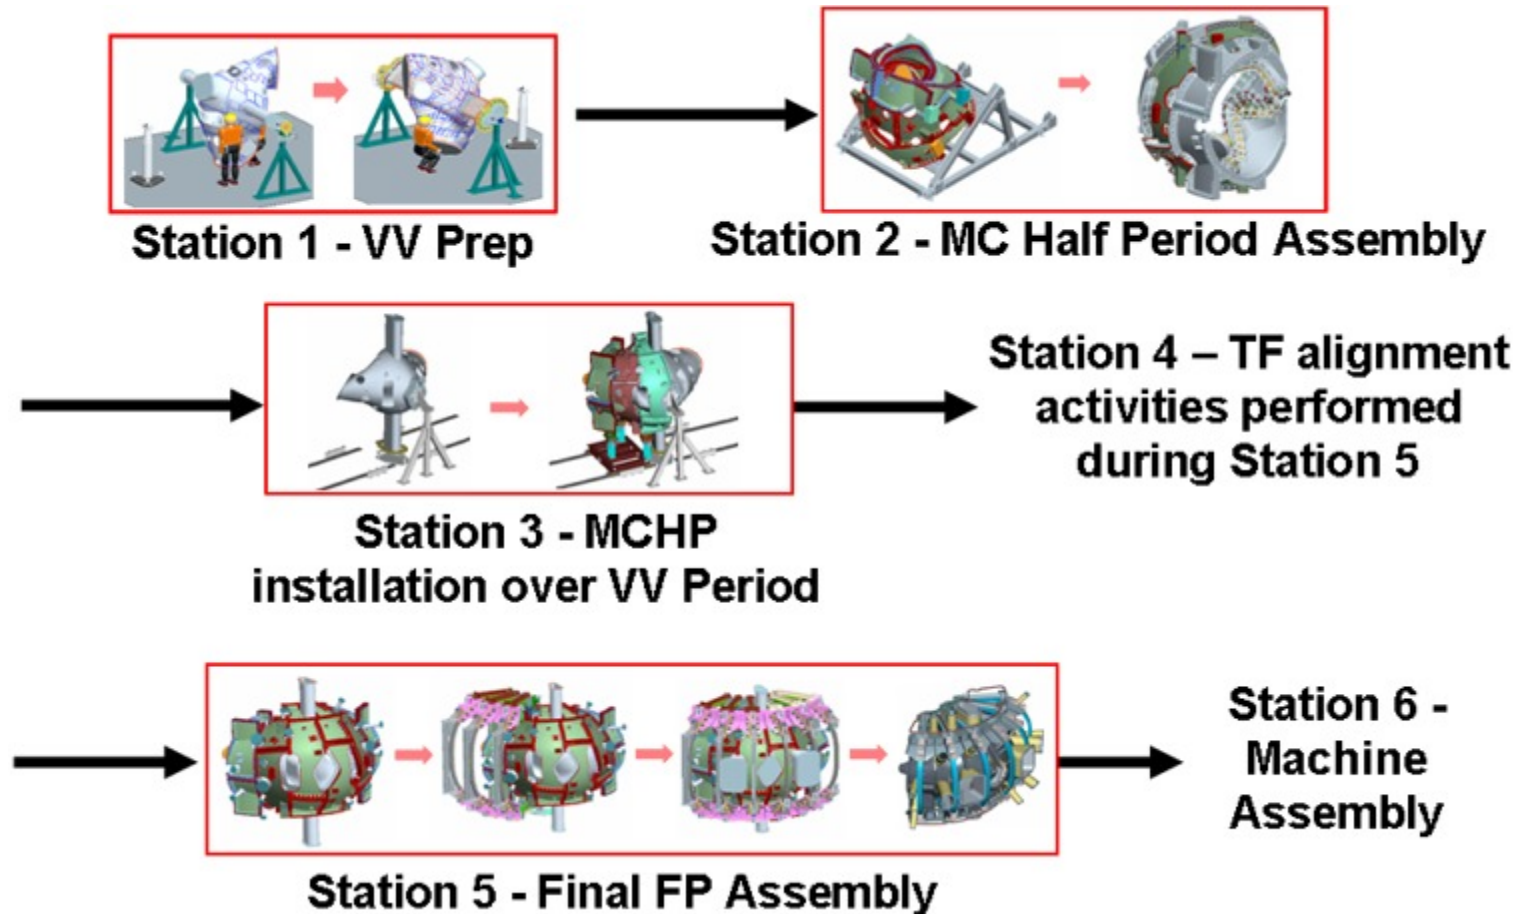 Station 1 - VV Prep
Station 2 - MC Half Period Assembly
Station 3 - MCHP
installation over VV Period
Station 4 – TF alignment
activities performed
during Station 5
Station 5 - Final FP Assembly
Station 6 -
Machine
Assembly